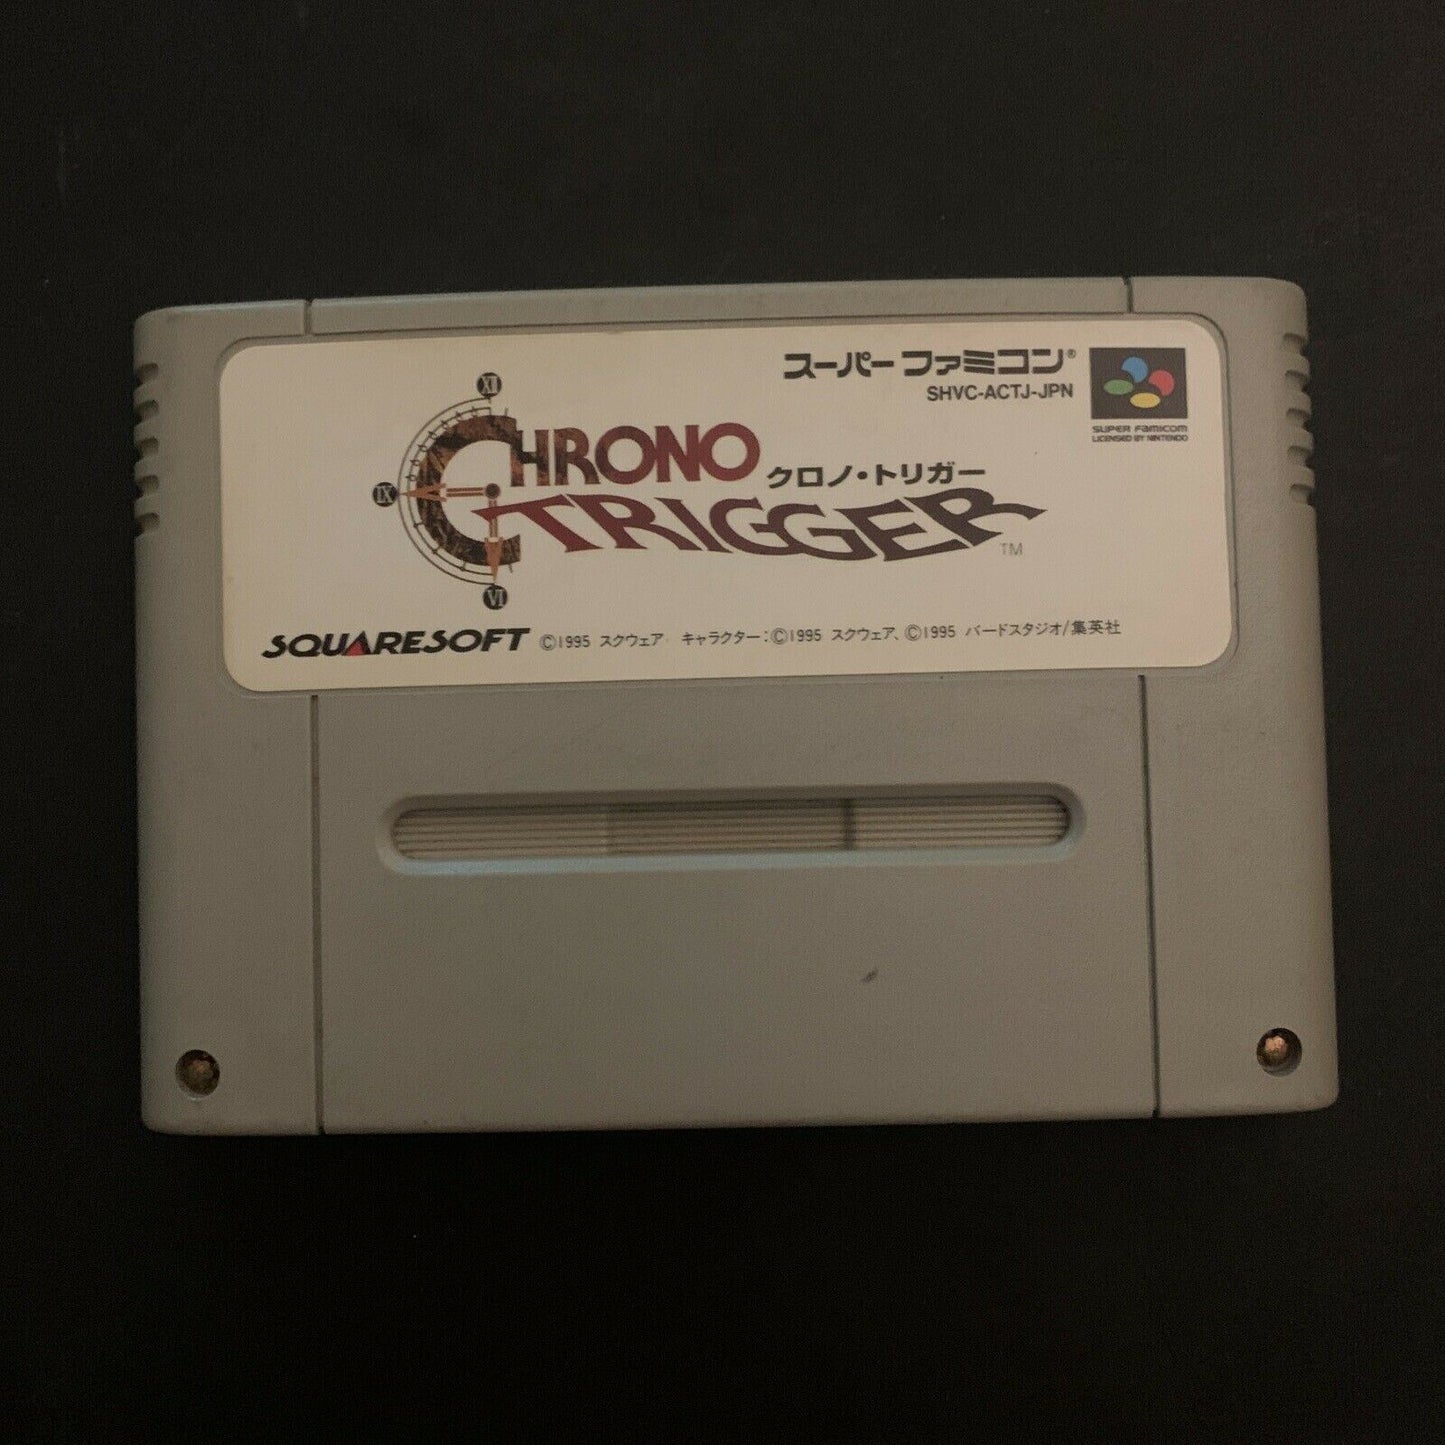 スーパーファミコン®
SHVC-ACTJ-JPN
SUPER FAMICOM
LICENSED BY NINTENDO
XII
IX
VI
CHRONO
クロノ・トリガー
TRIGGER
TM
SQUARESOFT ©1995 スクウェア キャラクター:©1995 スクウェア、©1995 バードスタジオ/集英社